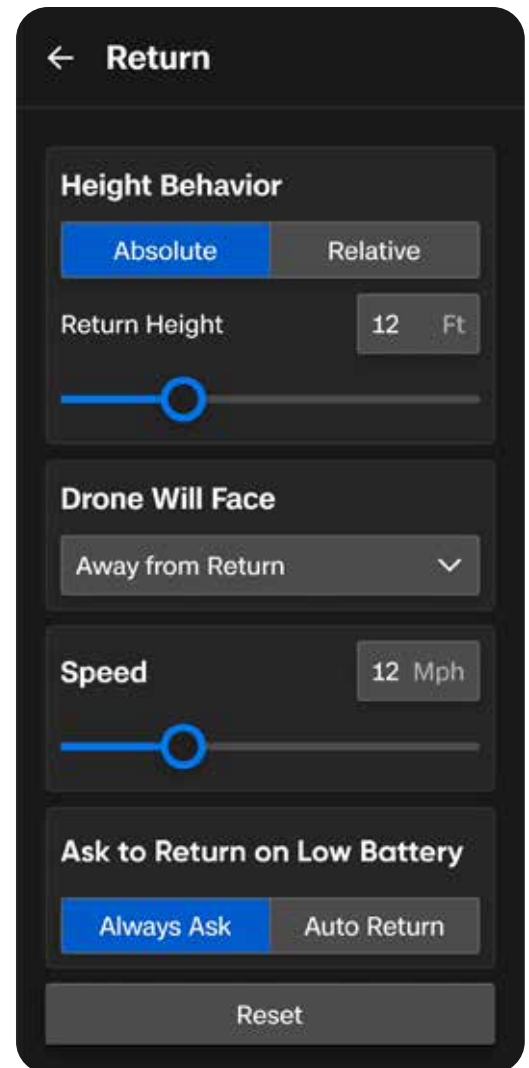 Return
Height Behavior
Absolute Relative
Return Height 12 Ft
Drone Will Face
Away from Return
Speed 12 Mph
Ask to Return on Low Battery
Always Ask Auto Return
Reset